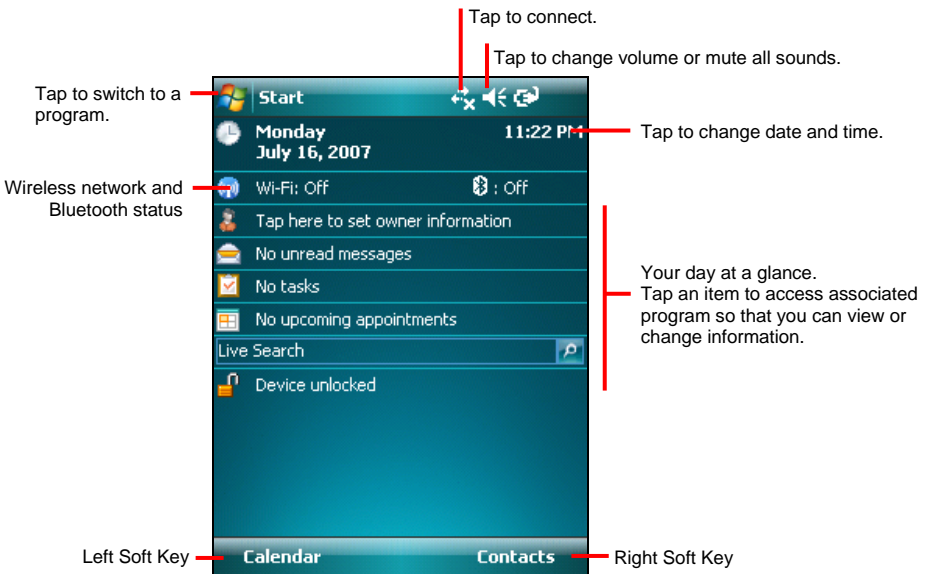 Tap to connect.
Tap to change volume or mute all sounds.
Tap to switch to a
program.
Start
Monday
July 16, 2007
11:22 PM
Tap to change date and time.
Wireless network and
Bluetooth status
Wi-Fi: Off
: Off
Tap here to set owner information
No unread messages
No tasks
No upcoming appointments
Live Search
Device unlocked
Your day at a glance.
Tap an item to access associated
program so that you can view or
change information.
Left Soft Key
Calendar
Contacts
Right Soft Key